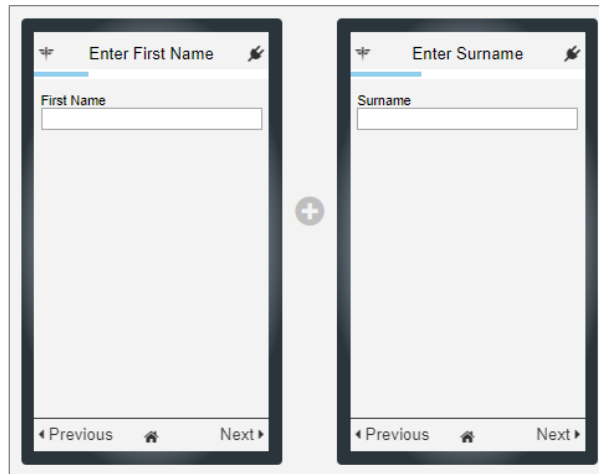 Enter First Name
First Name
Previous
Next
Enter Surname
Surname
Previous
Next